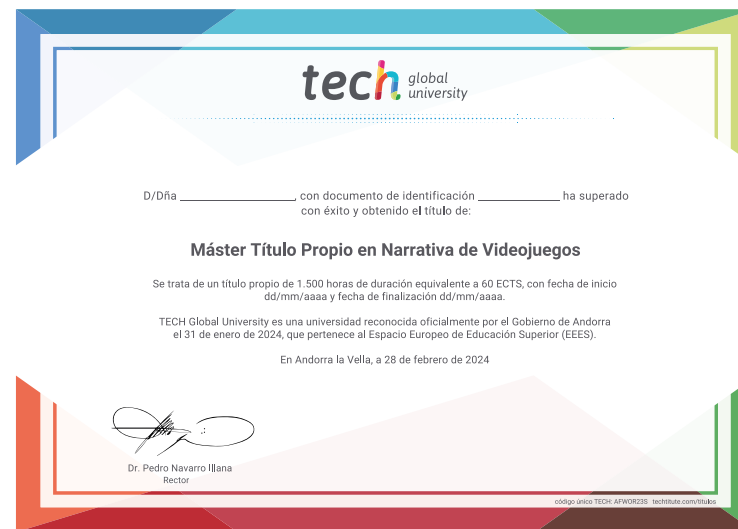 tech global university
D/Dña ______________, con documento de identificación __________ ha superado
con éxito y obtenido el título de:
Máster Título Propio en Narrativa de Videojuegos
Se trata de un título propio de 1.500 horas de duración equivalente a 60 ECTS, con fecha de inicio
dd/mm/aaaa y fecha de finalización dd/mm/aaaa.
TECH Global University es una universidad reconocida oficialmente por el Gobierno de Andorra
el 31 de enero de 2024, que pertenece al Espacio Europeo de Educación Superior (EEES).
En Andorra la Vella, a 28 de febrero de 2024
Dr. Pedro Navarro Illana
Rector
código único TECH: AFWOR23S techtitute.com/titulos